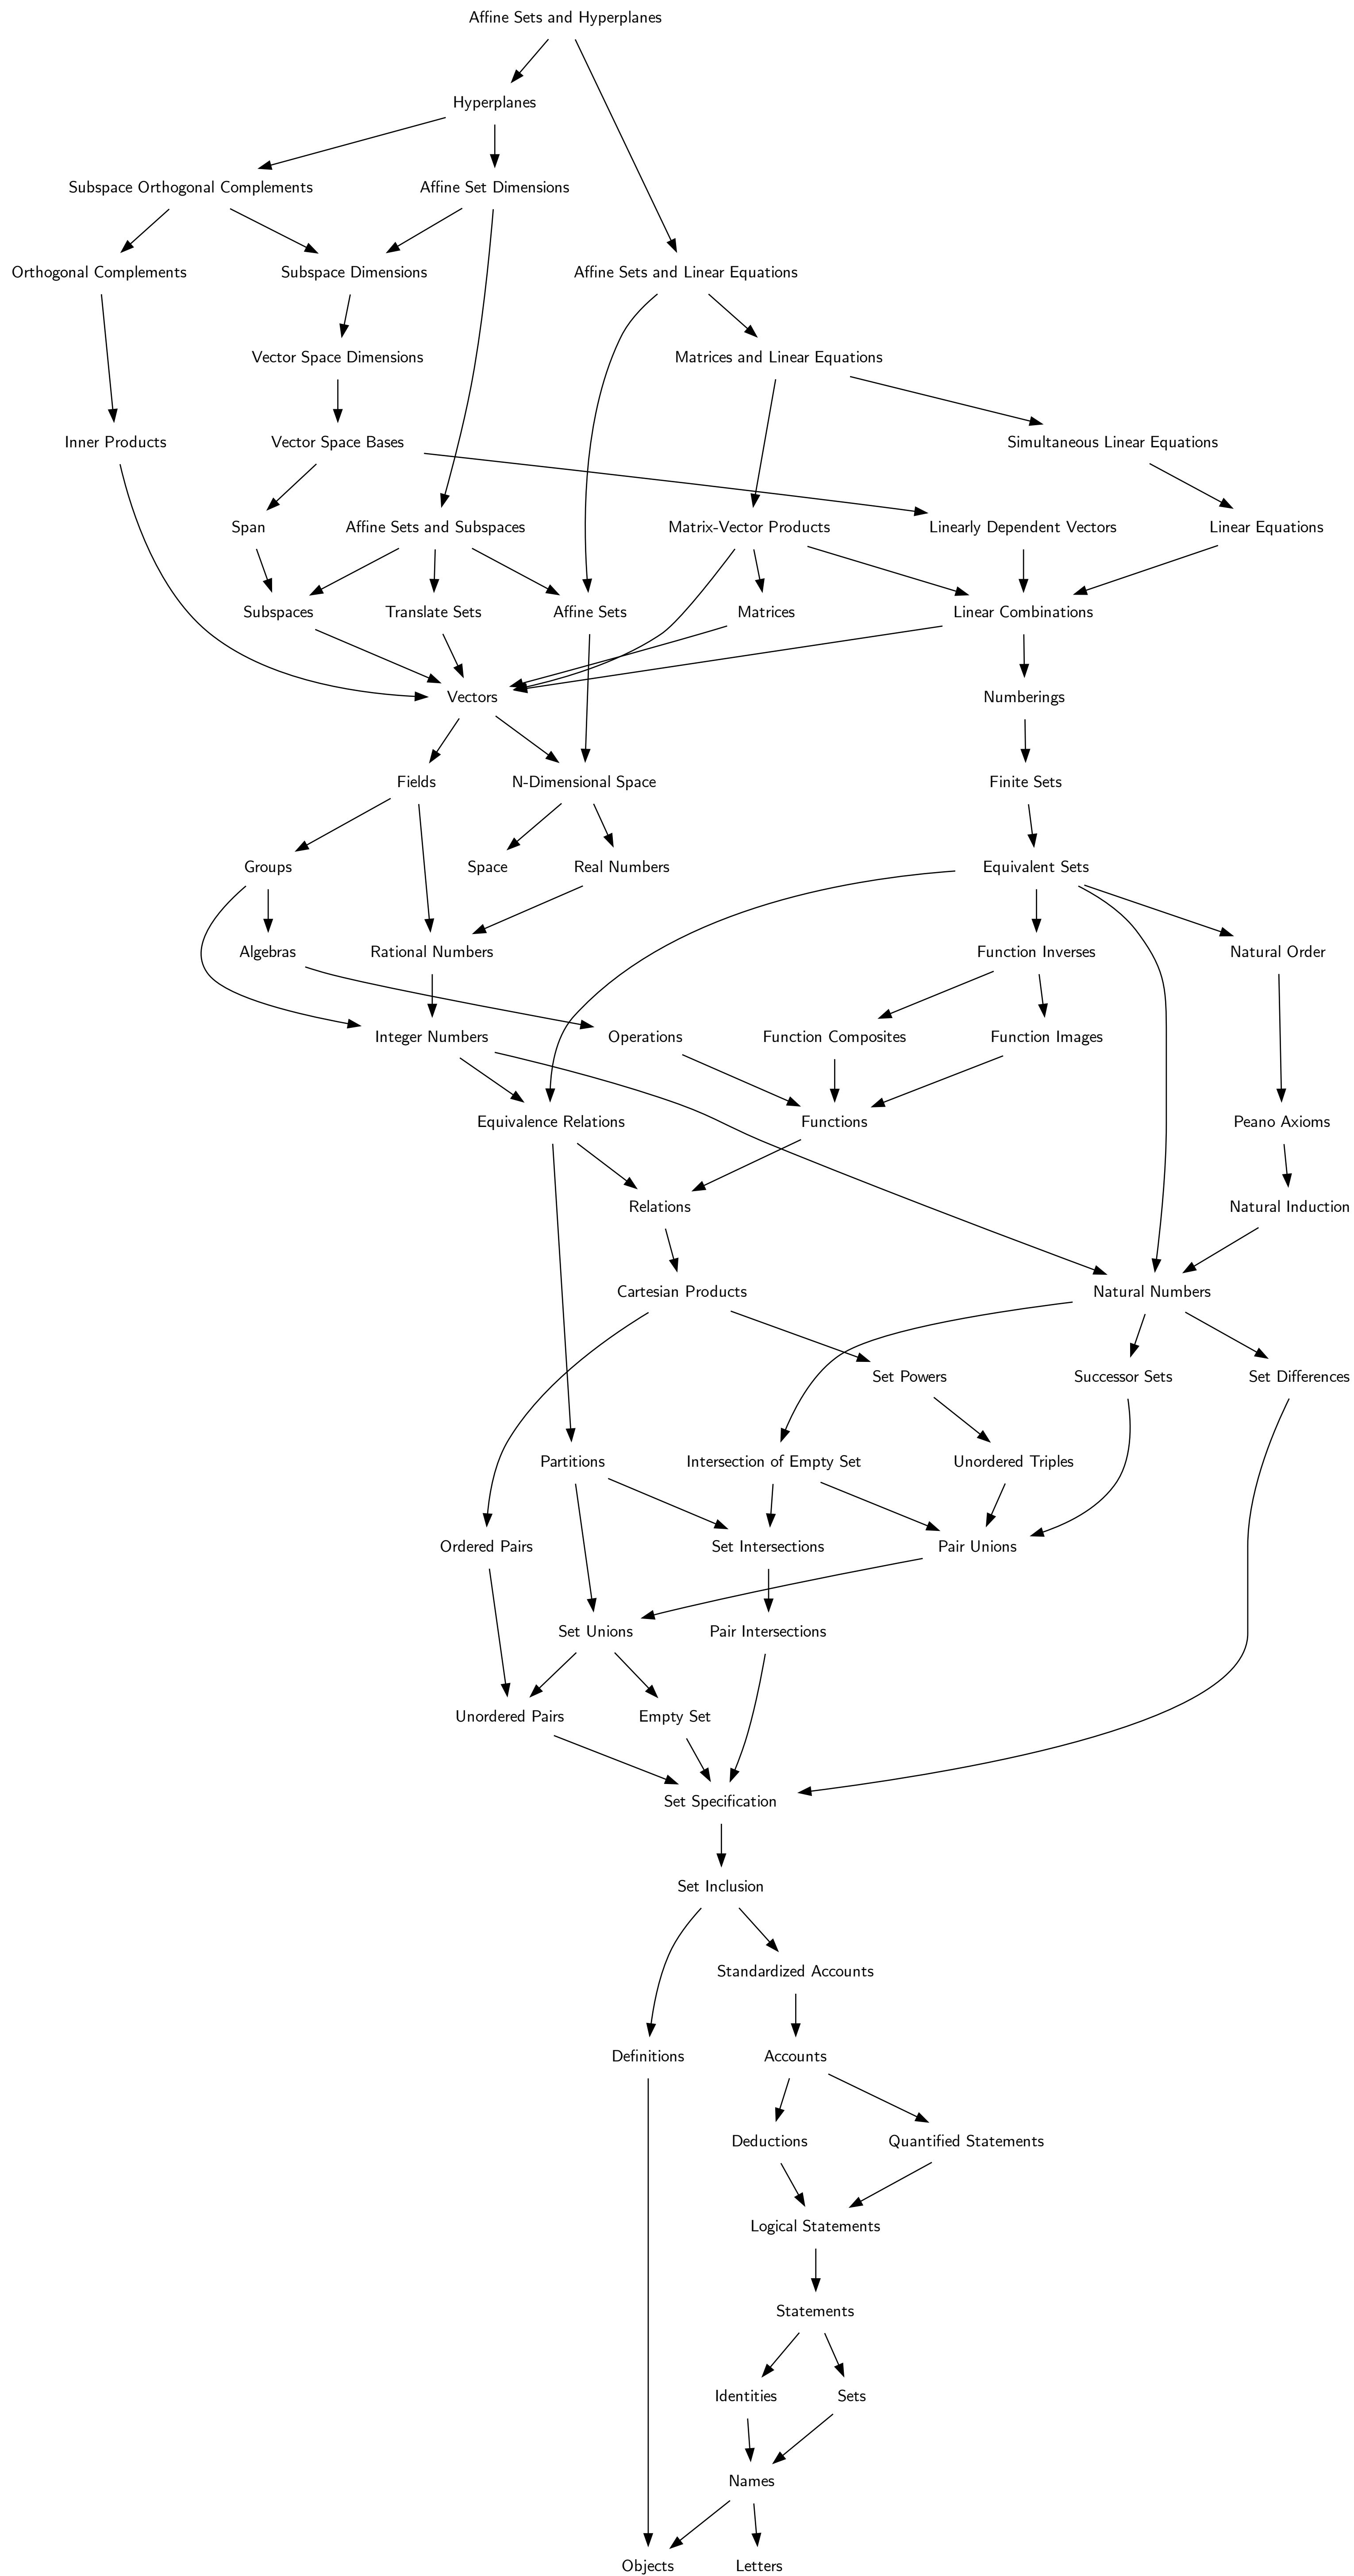 Affine Sets and Hyperplanes
Hyperplanes
Subspace Orthogonal Complements
Affine Set Dimensions
Orthogonal Complements
Subspace Dimensions
Affine Sets and Linear Equations
Vector Space Dimensions
Matrices and Linear Equations
Inner Products
Vector Space Bases
Simultaneous Linear Equations
Span
Affine Sets and Subspaces
Matrix-Vector Products
Linearly Dependent Vectors
Linear Equations
Subspaces
Translate Sets
Affine Sets
Matrices
Linear Combinations
Vectors
Numberings
Fields
N-Dimensional Space
Finite Sets
Groups
Space
Real Numbers
Equivalent Sets
Algebras
Rational Numbers
Function Inverses
Natural Order
Integer Numbers
Operations
Function Composites
Function Images
Equivalence Relations
Functions
Peano Axioms
Relations
Natural Induction
Cartesian Products
Natural Numbers
Set Powers
Successor Sets
Set Differences
Partitions
Intersection of Empty Set
Unordered Triples
Ordered Pairs
Set Intersections
Pair Unions
Set Unions
Pair Intersections
Unordered Pairs
Empty Set
Set Specification
Set Inclusion
Standardized Accounts
Definitions
Accounts
Deductions
Quantified Statements
Logical Statements
Statements
Identities
Sets
Names
Objects
Letters